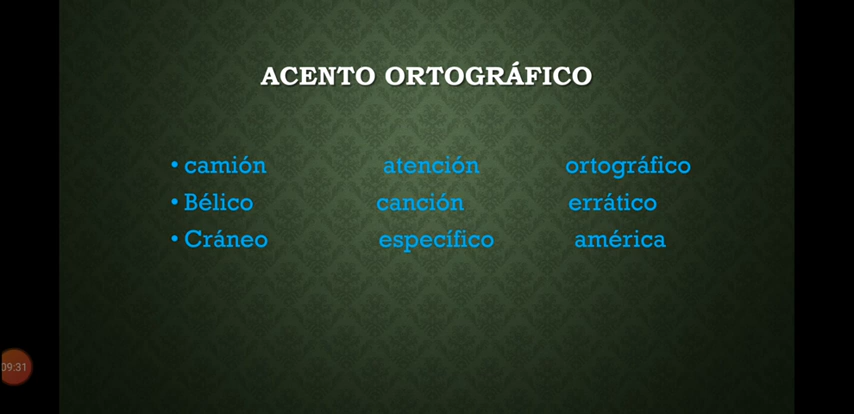 ACENTO ORTOGRÁFICO
• camión atención ortográfico
• Bélico canción errático
• Cráneo específico américa
09:31